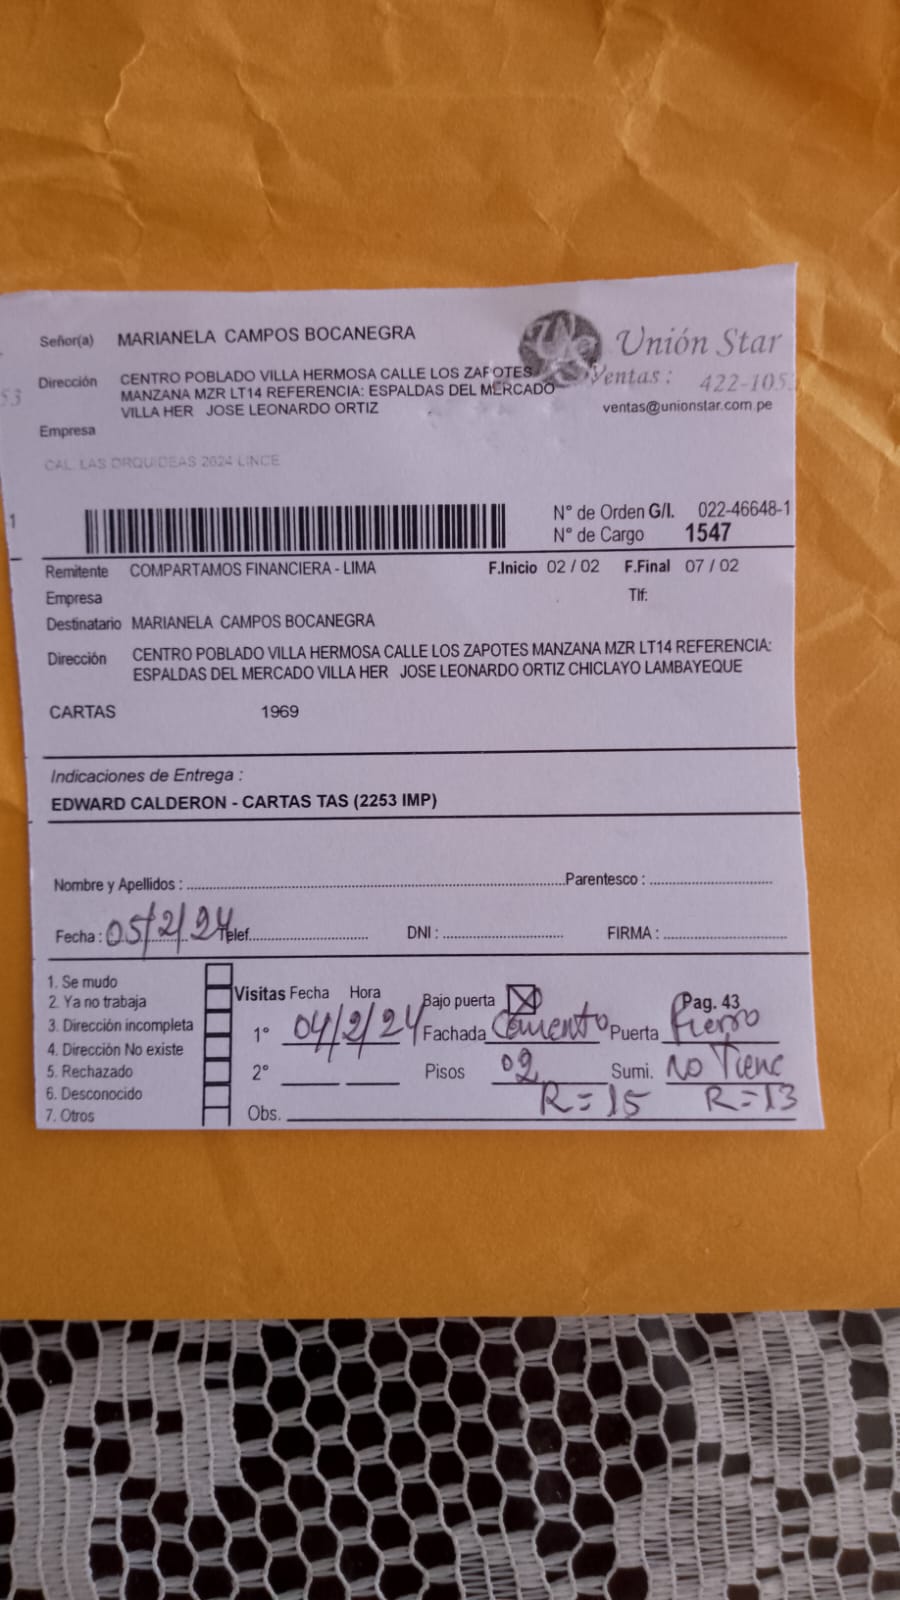 Señor(a) MARIANELA CAMPOS BOCANEGRA
Unión Star
Dirección CENTRO POBLADO VILLA HERMOSA CALLE LOS ZAPOTES
MANZANA MZR LT14 REFERENCIA: ESPALDAS DEL MERCADO
VILLA HER JOSE LEONARDO ORTIZ
Ventas : 422-1053
ventas@unionstar.com.pe
53
Empresa
CAL. LAS ORQUIDEAS 2624 LINCE
1
N° de Orden G/I. 022-46648-1
N° de Cargo 1547
Remitente COMPARTAMOS FINANCIERA - LIMA F.Inicio 02 / 02 F.Final 07 / 02
Empresa Tlf:
Destinatario MARIANELA CAMPOS BOCANEGRA
Dirección CENTRO POBLADO VILLA HERMOSA CALLE LOS ZAPOTES MANZANA MZR LT14 REFERENCIA:
ESPALDAS DEL MERCADO VILLA HER JOSE LEONARDO ORTIZ CHICLAYO LAMBAYEQUE
CARTAS 1969
Indicaciones de Entrega :
EDWARD CALDERON - CARTAS TAS (2253 IMP)
Nombre y Apellidos : Parentesco :
Fecha : 05/2/24 Telef. DNI : FIRMA :
1. Se mudo
2. Ya no trabaja
3. Dirección incompleta
4. Dirección No existe
5. Rechazado
6. Desconocido
7. Otros
Visitas Fecha Hora Bajo puerta Pag. 43
1° 04/2/24 Fachada Cemento Puerta Fierro
2° Pisos 02 Sumi. No Tiene
R=15 R=13
Obs.